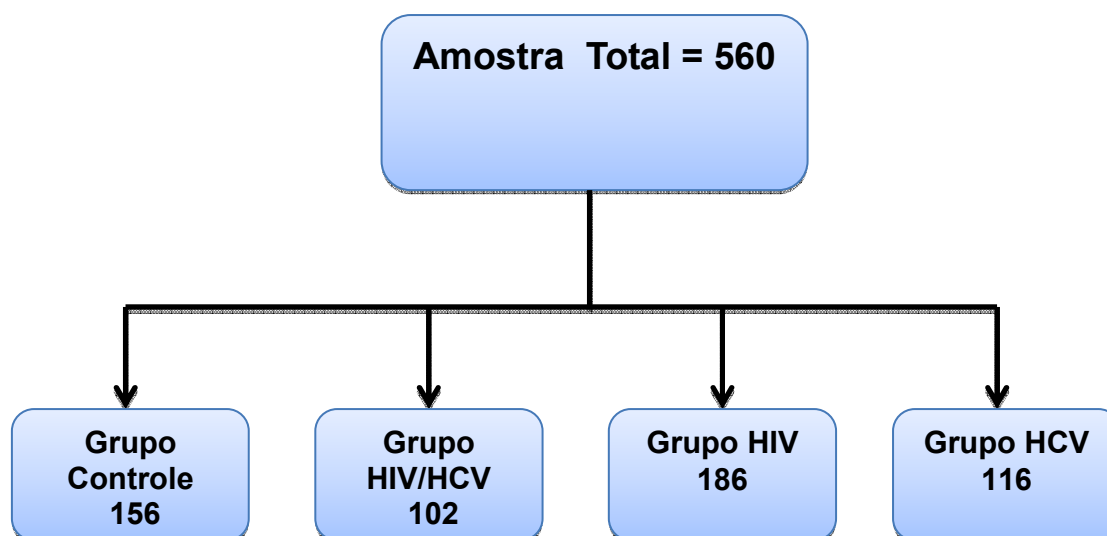 Amostra Total = 560
Grupo
Controle
156
Grupo
HIV/HCV
102
Grupo HIV
186
Grupo HCV
116